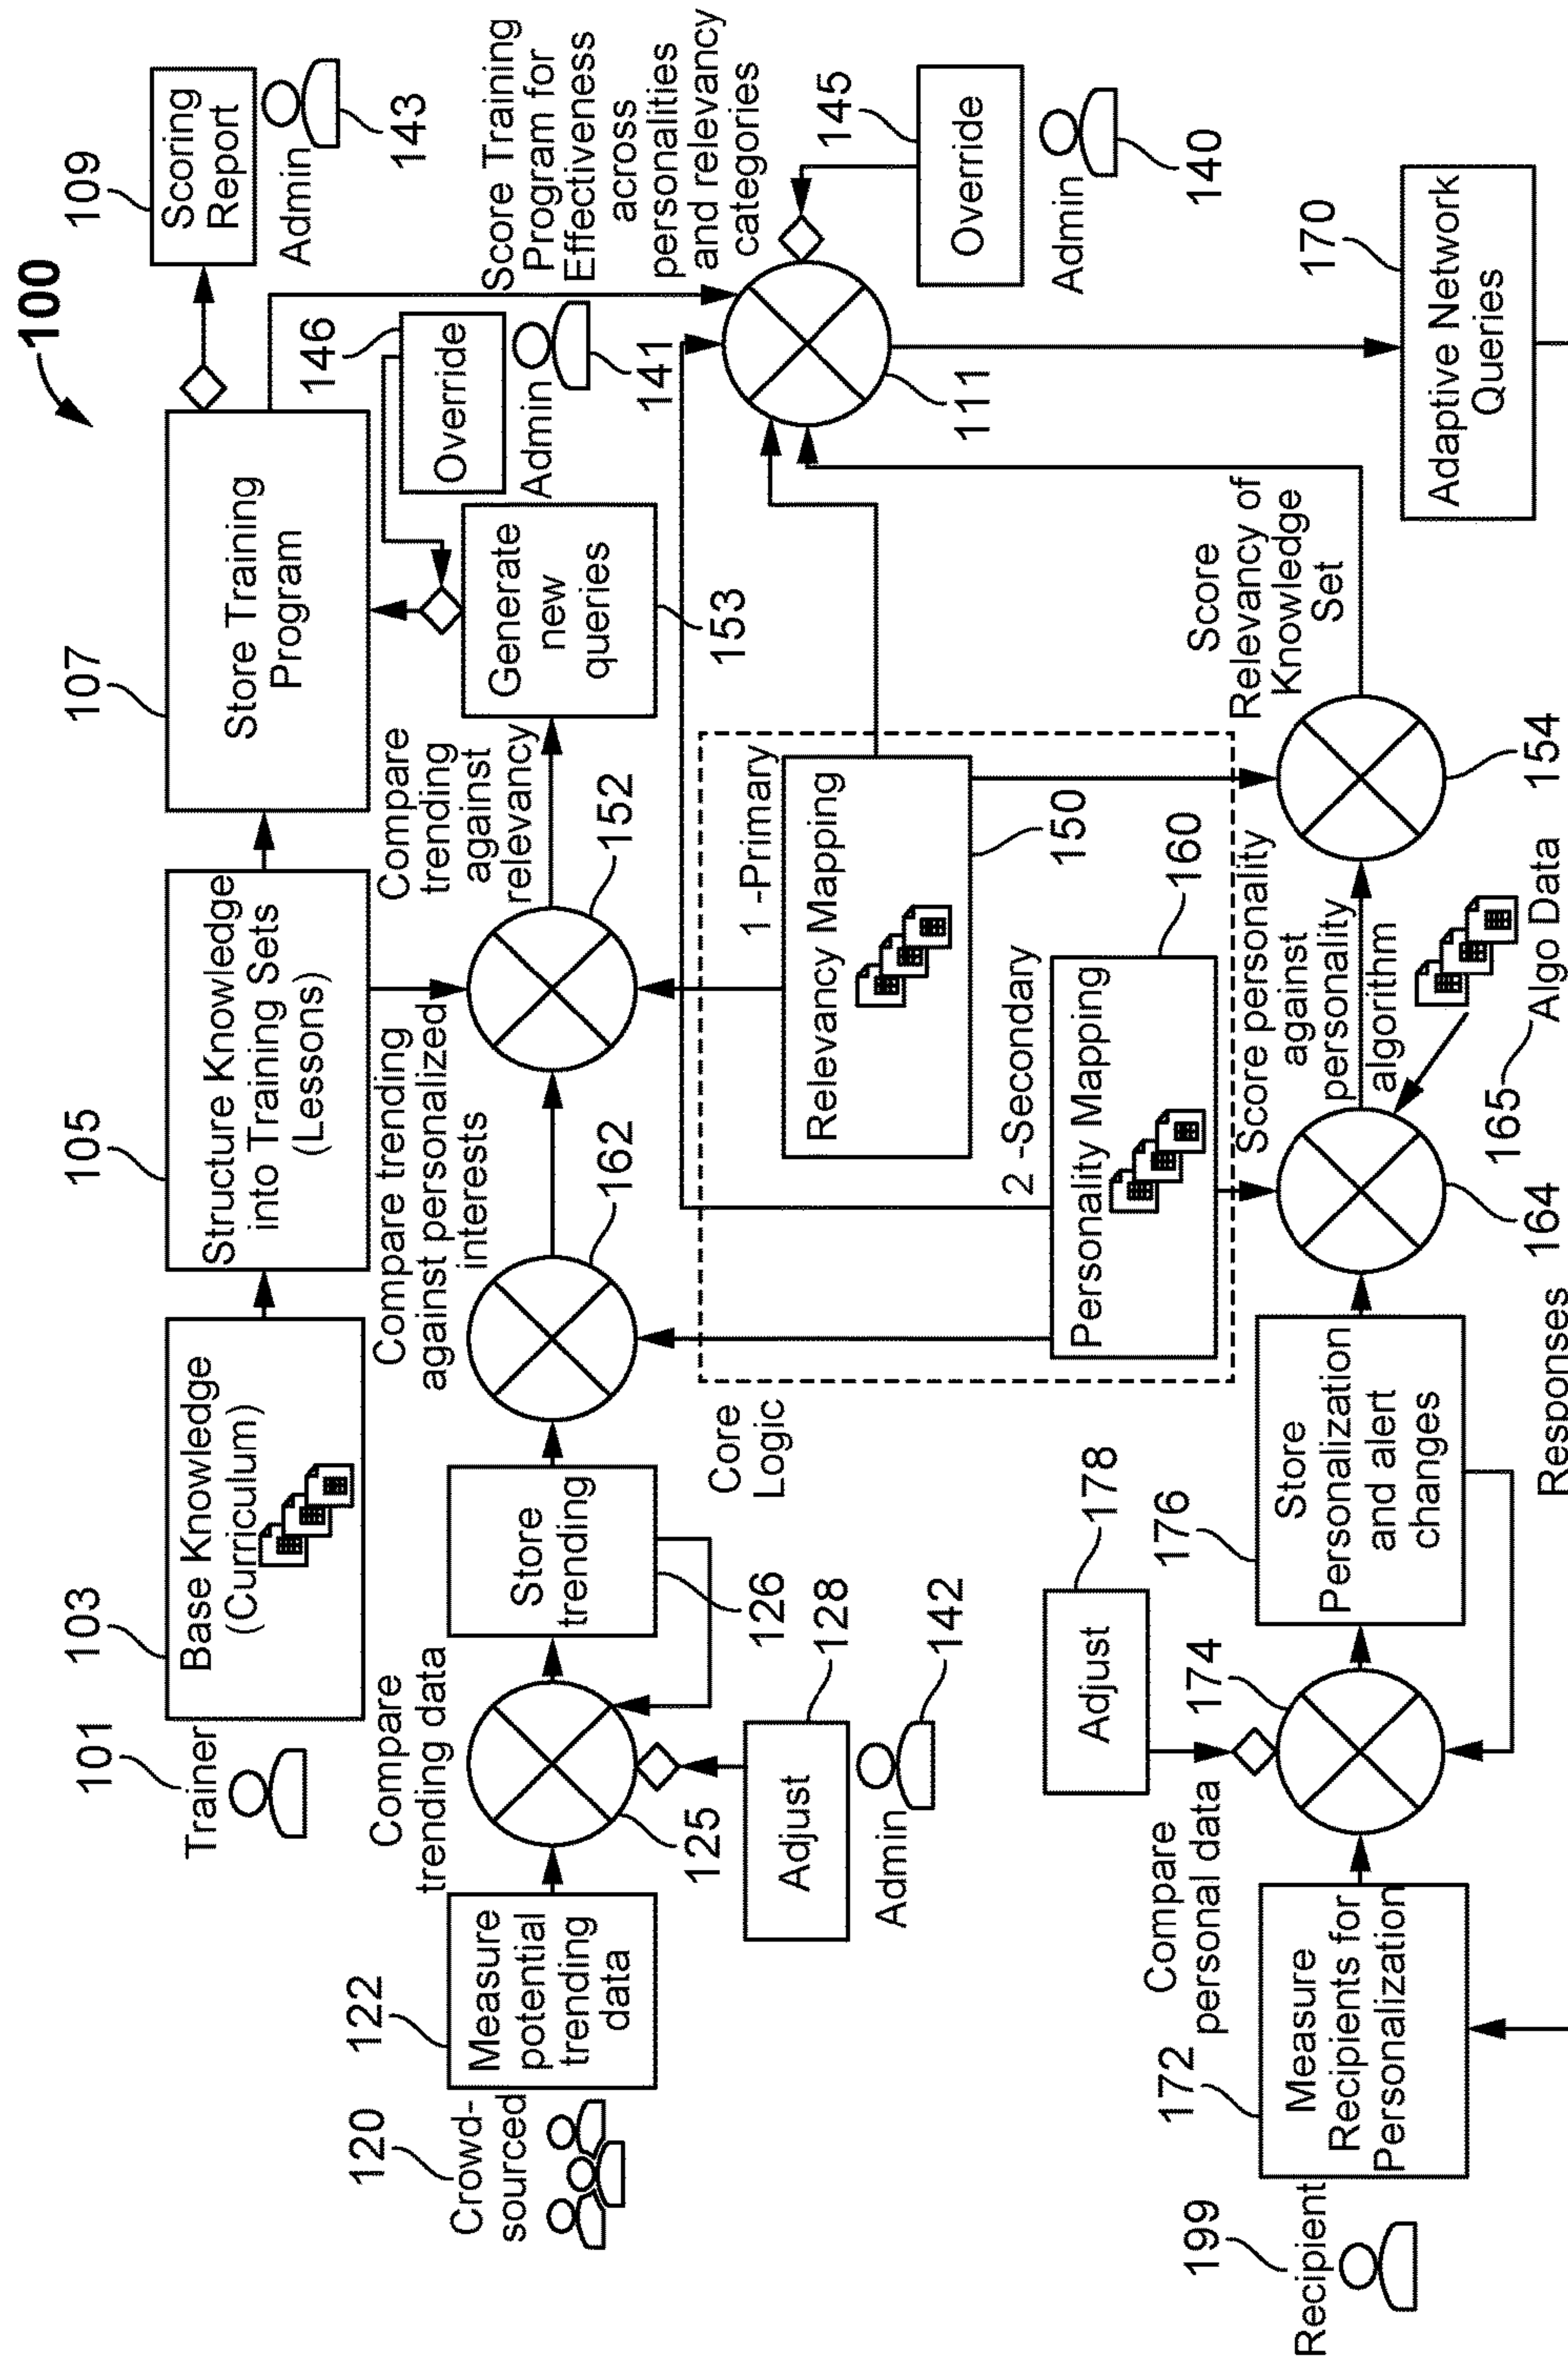 100
109
Scoring
Report
Admin
143
107
Store Training
Program
105
Structure Knowledge
into Training Sets
(Lessons)
103
Base Knowledge
(Curriculum)
101
Trainer
Score Training
Program for
Effectiveness
across
personalities
and relevancy
categories
146
Override
Admin
141
Generate
new
queries
153
Compare
trending
against
relevancy
152
Compare trending
against personalized
interests
162
Store
trending
126
Compare
trending data
125
Adjust
128
Admin
142
122
Measure
potential
trending
data
120
Crowd-
sourced
145
Override
Admin
140
111
170
Adaptive Network
Queries
Core
Logic
1 -Primary
Relevancy Mapping
150
2 -Secondary
Personality Mapping
160
Score
Relevancy of
Knowledge
Set
154
Score personality
against
personality
algorithm
165
Algo Data
164
176
Store
Personalization
and alert
changes
178
Adjust
174
Compare
personal data
172
Measure
Recipients for
Personalization
199
Recipient
Responses